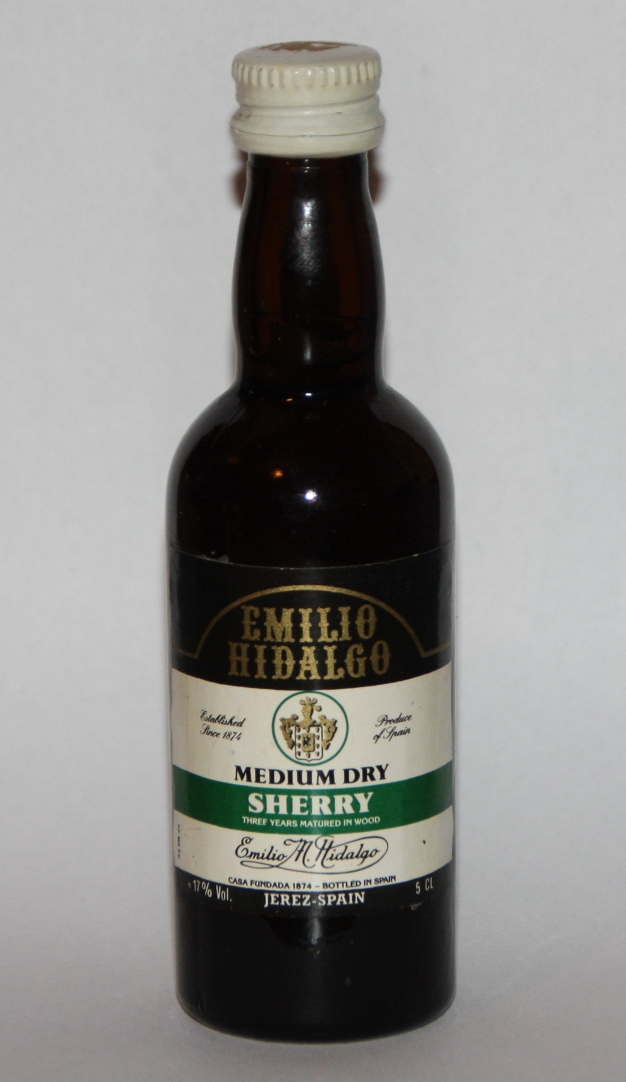 EMILIO
HIDALGO
Established
Since 1874
Produce
of Spain
MEDIUM DRY
SHERRY
THREE YEARS MATURED IN WOOD
Emilio M. Hidalgo
CASA FUNDADA 1874 - BOTTLED IN SPAIN
17% Vol.
JEREZ-SPAIN
5 CL